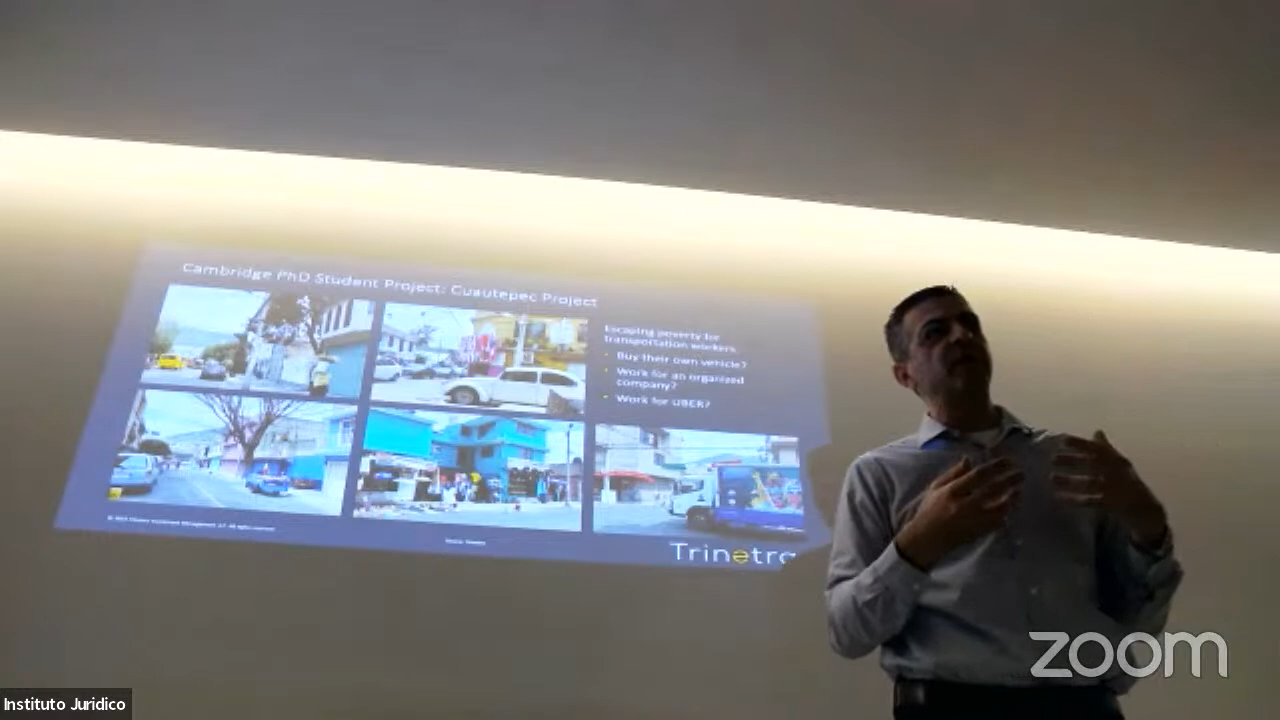 Cambridge PhD Student Project: Cuautepec Project
Escaping poverty for
transportation workers
• Buy their own vehicle?
• Work for an organized
company?
• Work for UBER?
Trinetra
zoom
Instituto Juridico